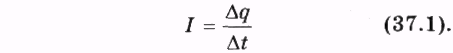 I = Δq/Δt (37.1).